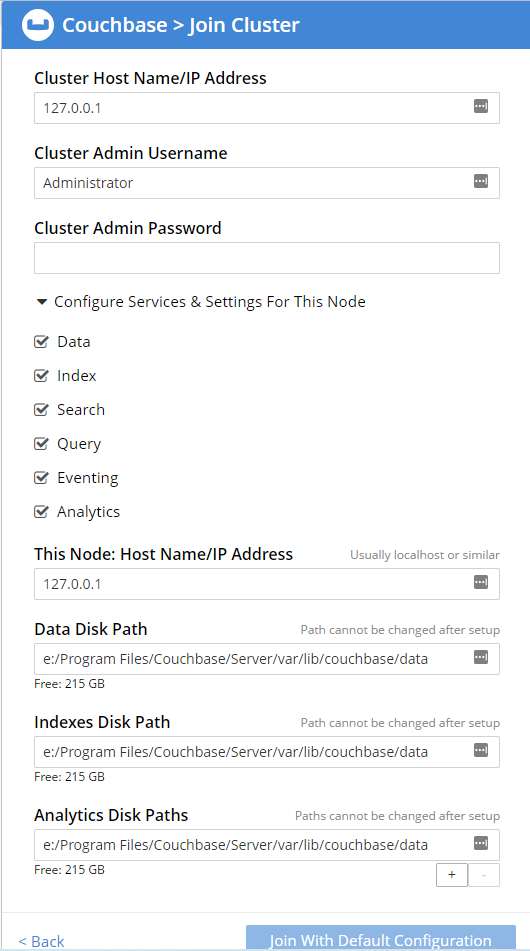 Couchbase > Join Cluster
Cluster Host Name/IP Address
127.0.0.1
Cluster Admin Username
Administrator
Cluster Admin Password
Configure Services & Settings For This Node
Data
Index
Search
Query
Eventing
Analytics
This Node: Host Name/IP Address Usually localhost or similar
127.0.0.1
Data Disk Path Path cannot be changed after setup
e:/Program Files/Couchbase/Server/var/lib/couchbase/data
Free: 215 GB
Indexes Disk Path Path cannot be changed after setup
e:/Program Files/Couchbase/Server/var/lib/couchbase/data
Free: 215 GB
Analytics Disk Paths Paths cannot be changed after setup
e:/Program Files/Couchbase/Server/var/lib/couchbase/data
Free: 215 GB + -
< Back Join With Default Configuration